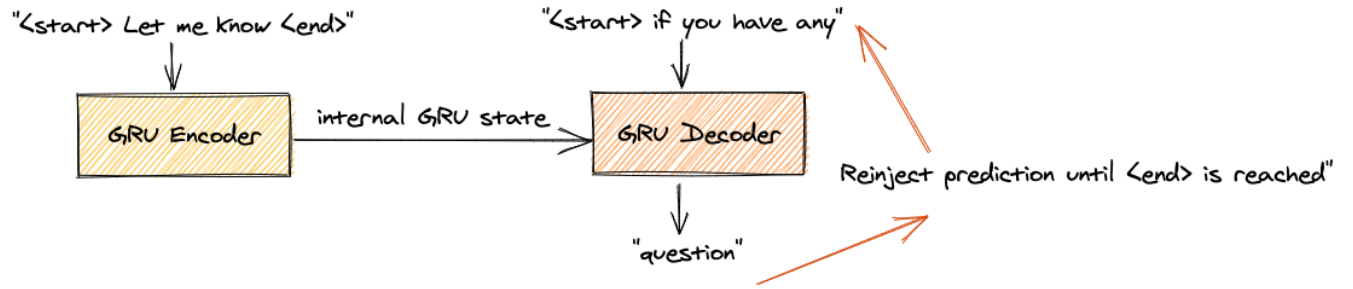 "<start> Let me know <end>"
"<start> if you have any"
GRU Encoder
internal GRU state
GRU Decoder
Reinject prediction until <end> is reached"
"question"